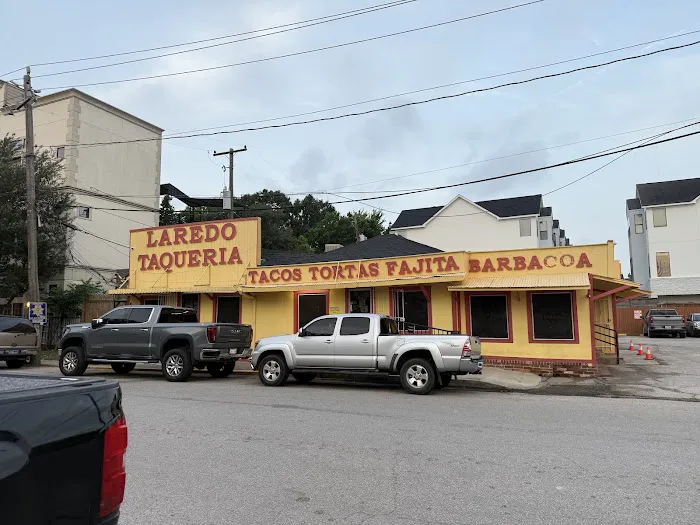 LAREDO
TAQUERIA
TACOS TORTAS FAJITA BARBACOA